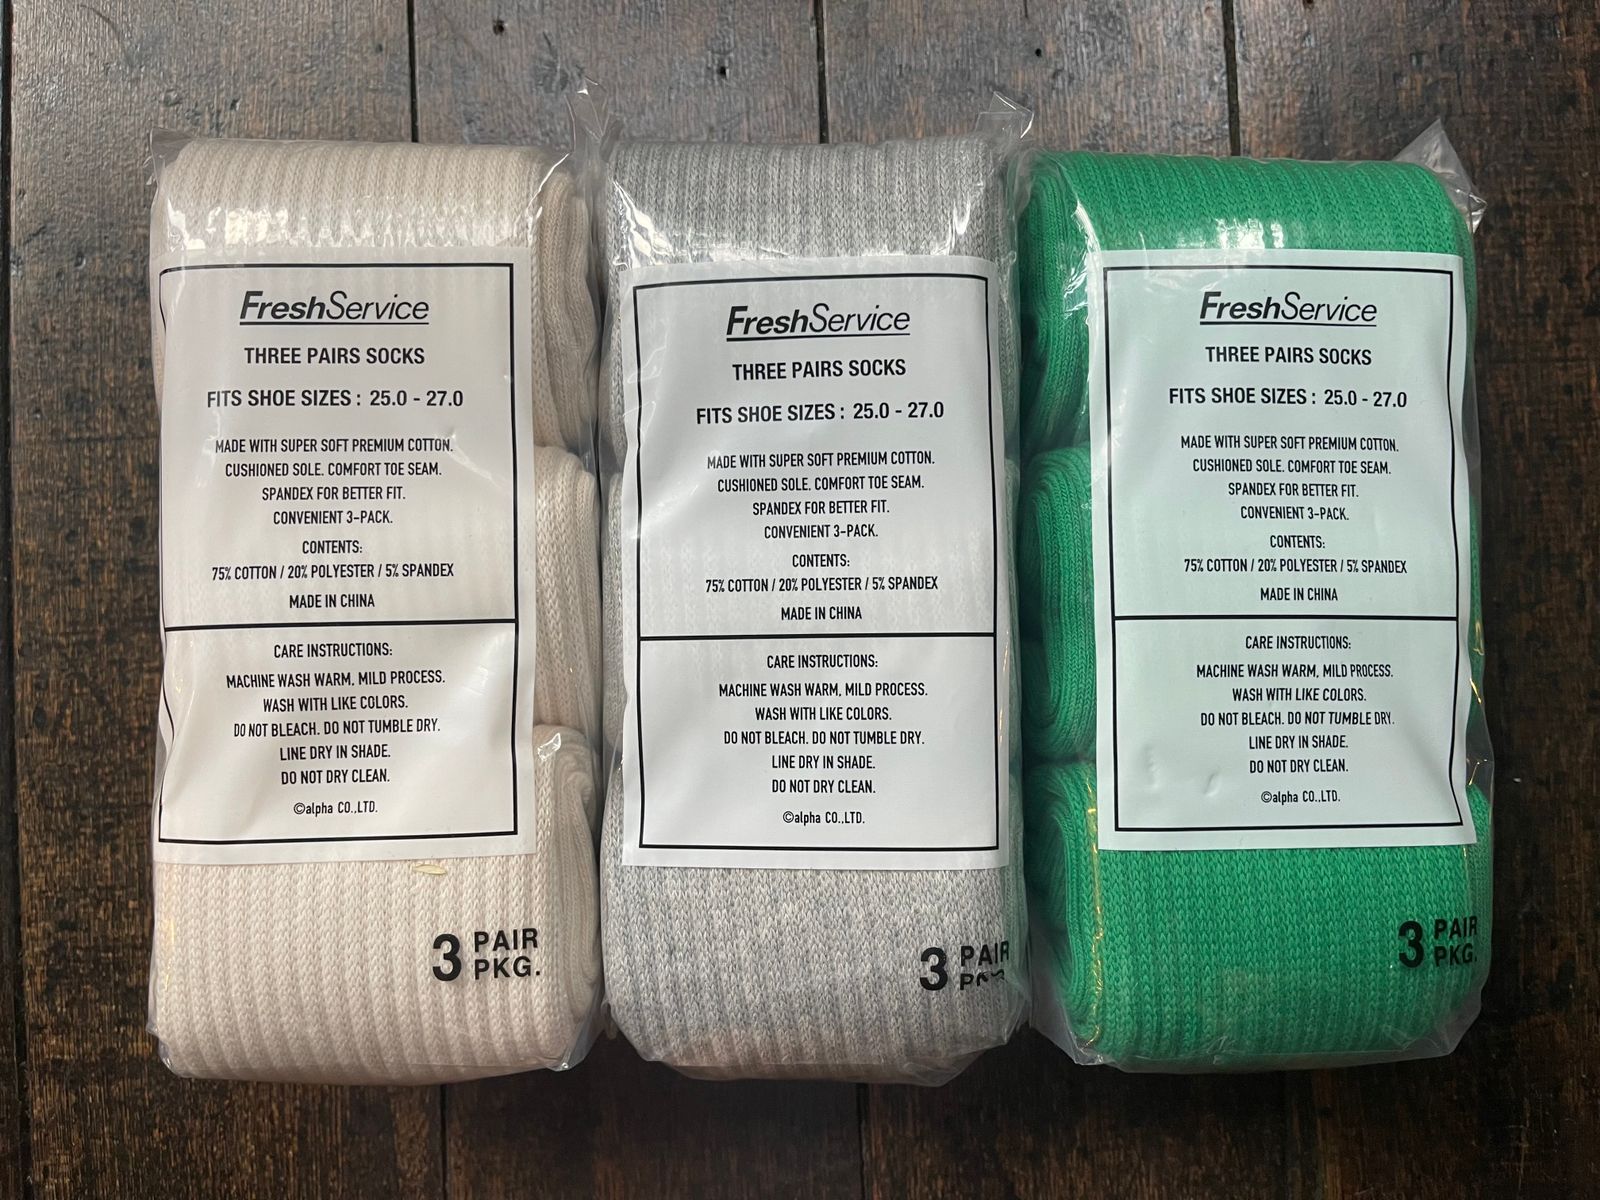 FreshService
THREE PAIRS SOCKS
FITS SHOE SIZES : 25.0 - 27.0
MADE WITH SUPER SOFT PREMIUM COTTON.
CUSHIONED SOLE. COMFORT TOE SEAM.
SPANDEX FOR BETTER FIT.
CONVENIENT 3-PACK.
CONTENTS:
75% COTTON / 20% POLYESTER / 5% SPANDEX
MADE IN CHINA
CARE INSTRUCTIONS:
MACHINE WASH WARM, MILD PROCESS.
WASH WITH LIKE COLORS.
DO NOT BLEACH. DO NOT TUMBLE DRY.
LINE DRY IN SHADE.
DO NOT DRY CLEAN.
©alpha CO.,LTD.
3 PAIR
PKG.
FreshService
THREE PAIRS SOCKS
FITS SHOE SIZES : 25.0 - 27.0
MADE WITH SUPER SOFT PREMIUM COTTON.
CUSHIONED SOLE. COMFORT TOE SEAM.
SPANDEX FOR BETTER FIT.
CONVENIENT 3-PACK.
CONTENTS:
75% COTTON / 20% POLYESTER / 5% SPANDEX
MADE IN CHINA
CARE INSTRUCTIONS:
MACHINE WASH WARM, MILD PROCESS.
WASH WITH LIKE COLORS.
DO NOT BLEACH. DO NOT TUMBLE DRY.
LINE DRY IN SHADE.
DO NOT DRY CLEAN.
©alpha CO.,LTD.
3 PAIR
FreshService
THREE PAIRS SOCKS
FITS SHOE SIZES : 25.0 - 27.0
MADE WITH SUPER SOFT PREMIUM COTTON.
CUSHIONED SOLE. COMFORT TOE SEAM.
SPANDEX FOR BETTER FIT.
CONVENIENT 3-PACK.
CONTENTS:
75% COTTON / 20% POLYESTER / 5% SPANDEX
MADE IN CHINA
CARE INSTRUCTIONS:
MACHINE WASH WARM, MILD PROCESS.
WASH WITH LIKE COLORS.
DO NOT BLEACH. DO NOT TUMBLE DRY.
LINE DRY IN SHADE.
DO NOT DRY CLEAN.
©alpha CO.,LTD.
3 PAIR
PKG.